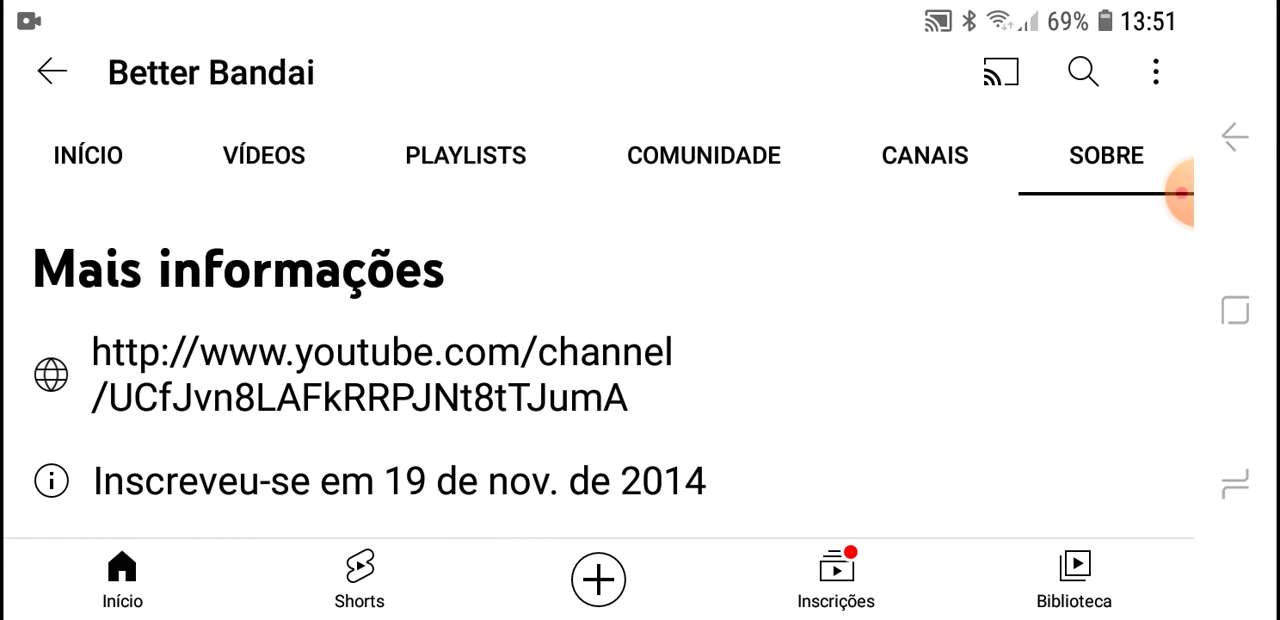 69% 13:51
Better Bandai
INÍCIO VÍDEOS PLAYLISTS COMUNIDADE CANAIS SOBRE
Mais informações
http://www.youtube.com/channel
/UCfJvn8LAFkRRPJNt8tTJumA
Inscreveu-se em 19 de nov. de 2014
Início Shorts Inscrições Biblioteca